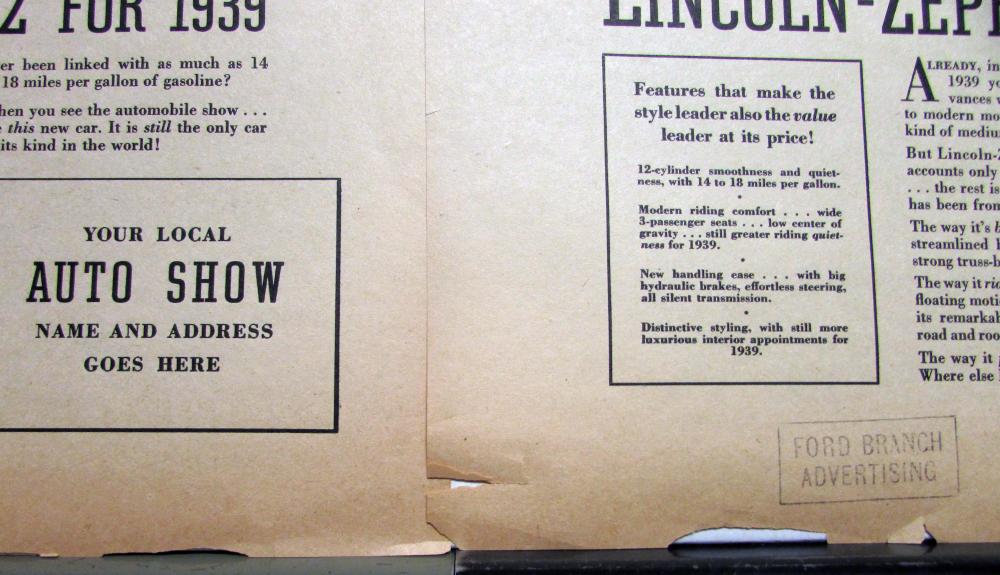 Z FOR 1939
er been linked with as much as 14
18 miles per gallon of gasoline?
hen you see the automobile show . . .
this new car. It is still the only car
its kind in the world!
YOUR LOCAL
AUTO SHOW
NAME AND ADDRESS
GOES HERE
LINCOLN-ZEP
Features that make the
style leader also the value
leader at its price!
12-cylinder smoothness and quiet-
ness, with 14 to 18 miles per gallon.
•
Modern riding comfort . . . wide
3-passenger seats . . . low center of
gravity . . . still greater riding quiet-
ness for 1939.
•
New handling ease . . . with big
hydraulic brakes, effortless steering,
all silent transmission.
•
Distinctive styling, with still more
luxurious interior appointments for
1939.
ALREADY, in
1939 yo
vances
to modern mo
kind of mediu
But Lincoln-
accounts only
. . . the rest is
has been from
The way it's
streamlined
strong truss-b
The way it ri
floating moti
its remarkab
road and roo
The way it
Where else
FORD BRANCH
ADVERTISING